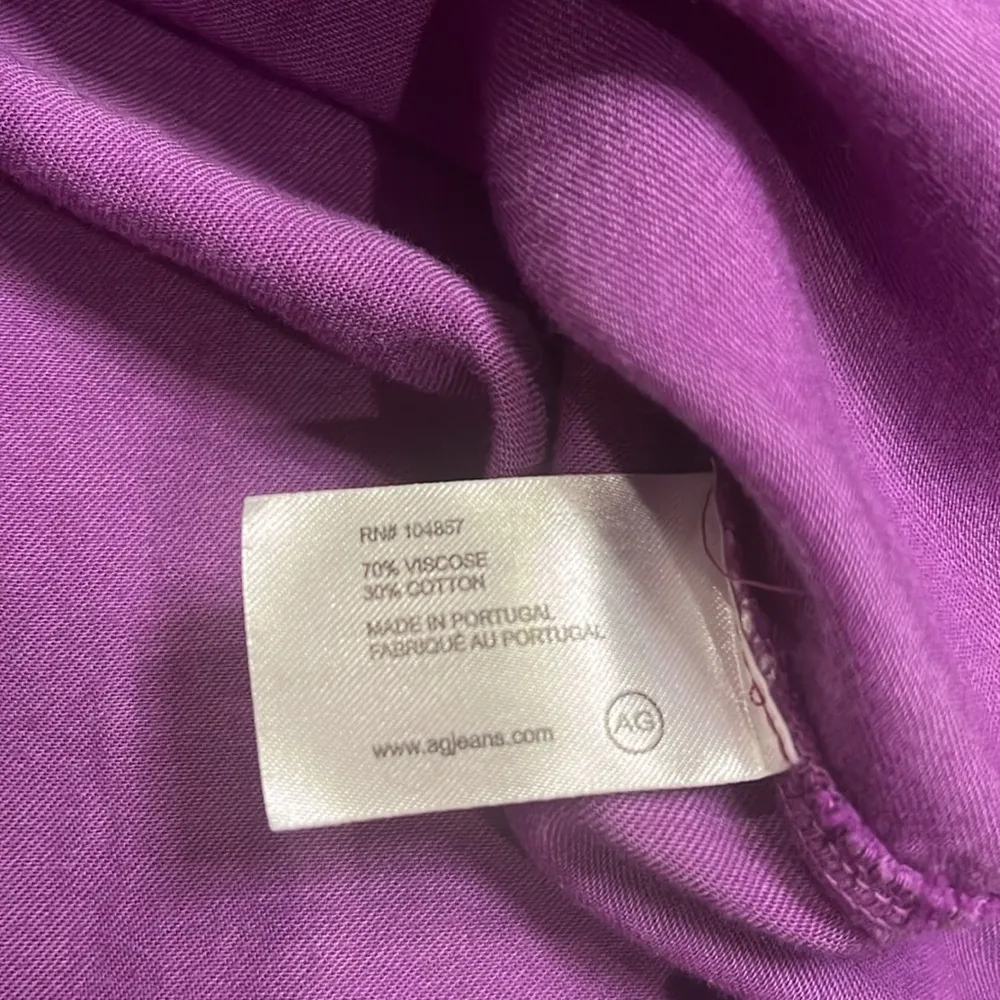 RN# 104857
70% VISCOSE
30% COTTON
MADE IN PORTUGAL
FABRIQUÉ AU PORTUGAL
AG
www.agjeans.com